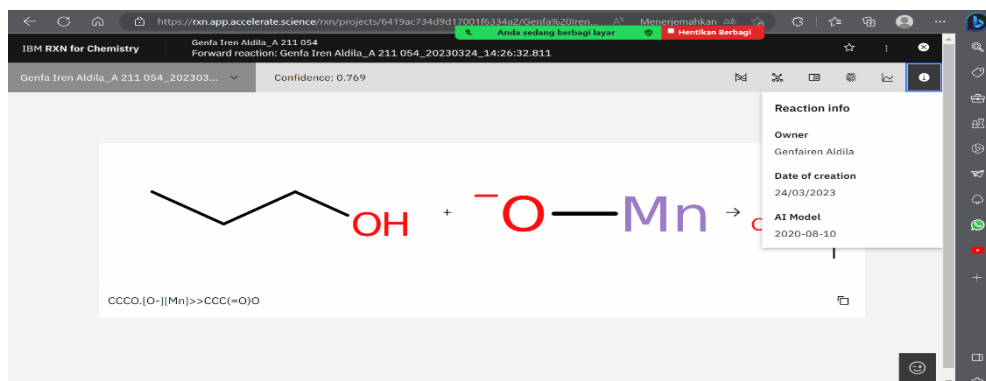 https://rxn.app.accelerate.science/rxn/projects/6419ac734d9d17001f6334a2/Genfa%20Iren...
Menerjemahkan
Anda sedang berbagi layar
Hentikan Berbagi
IBM RXN for Chemistry
Genfa Iren Aldila_A 211 054
Forward reaction: Genfa Iren Aldila_A 211 054_20230324_14:26:32.811
Genfa Iren Aldila_A 211 054_202303...
Confidence: 0.769
Reaction info
Owner
Genfairen Aldila
Date of creation
24/03/2023
AI Model
2020-08-10
OH
+
−O
Mn
CCCO.[O-][Mn]>>CCC(=O)O